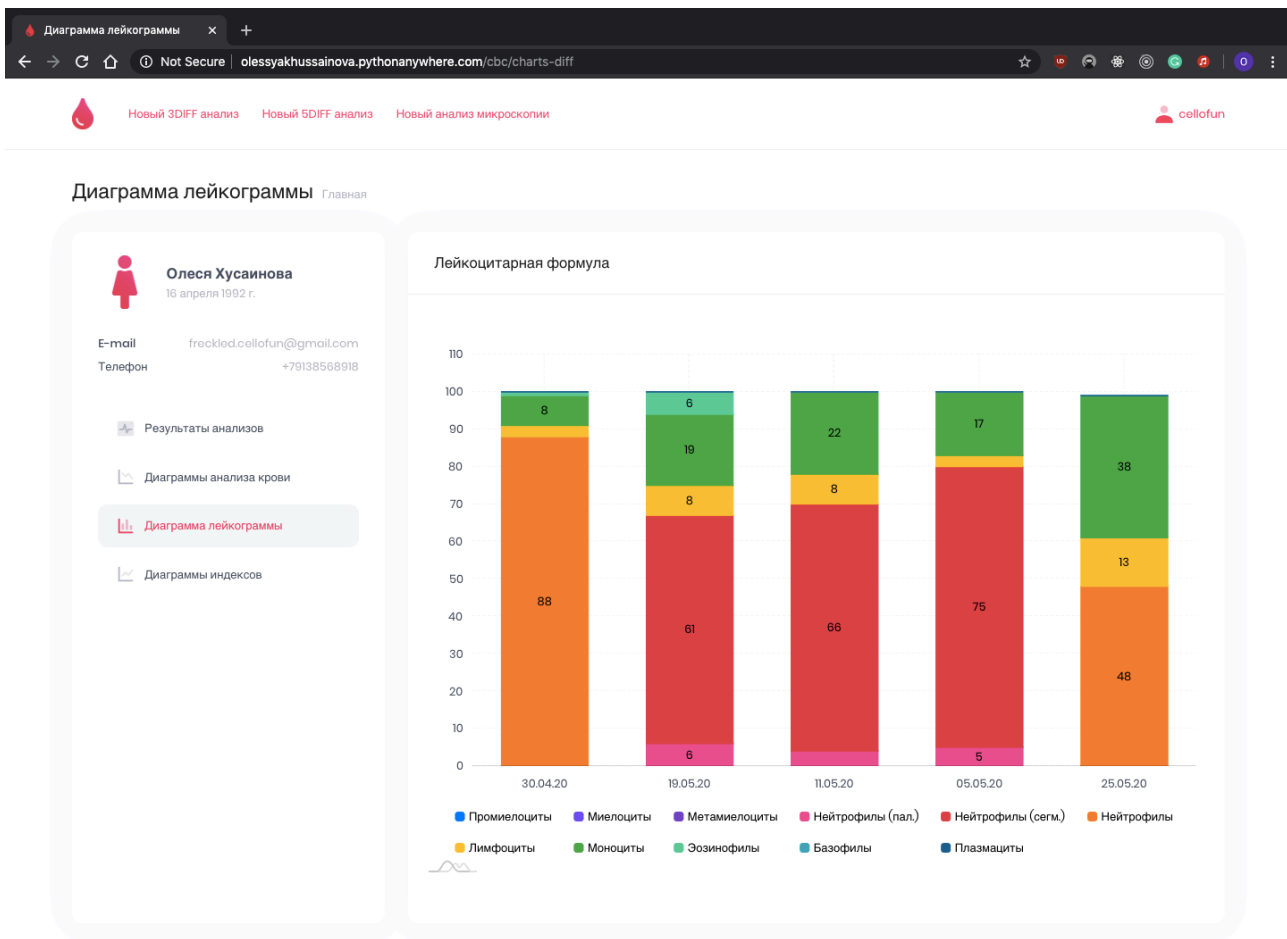 Диаграмма лейкограммы
Not Secure | olessyakhussainova.pythonanywhere.com/cbc/charts-diff
UD
G
O
Новый 3DIFF анализ Новый 5DIFF анализ Новый анализ микроскопии
cellofun
Диаграмма лейкограммы Главная
Олеся Хусаинова
16 апреля 1992 г.
E-mail freckled.cellofun@gmail.com
Телефон +79138568918
Результаты анализов
Диаграммы анализа крови
Диаграмма лейкограммы
Диаграммы индексов
Лейкоцитарная формула
110
100
90
80
70
60
50
40
30
20
10
0
8
88
6
19
8
61
6
22
8
66
17
75
5
38
13
48
30.04.20 19.05.20 11.05.20 05.05.20 25.05.20
Промиелоциты Миелоциты Метамиелоциты Нейтрофилы (пал.) Нейтрофилы (сегм.) Нейтрофилы
Лимфоциты Моноциты Эозинофилы Базофилы Плазмациты